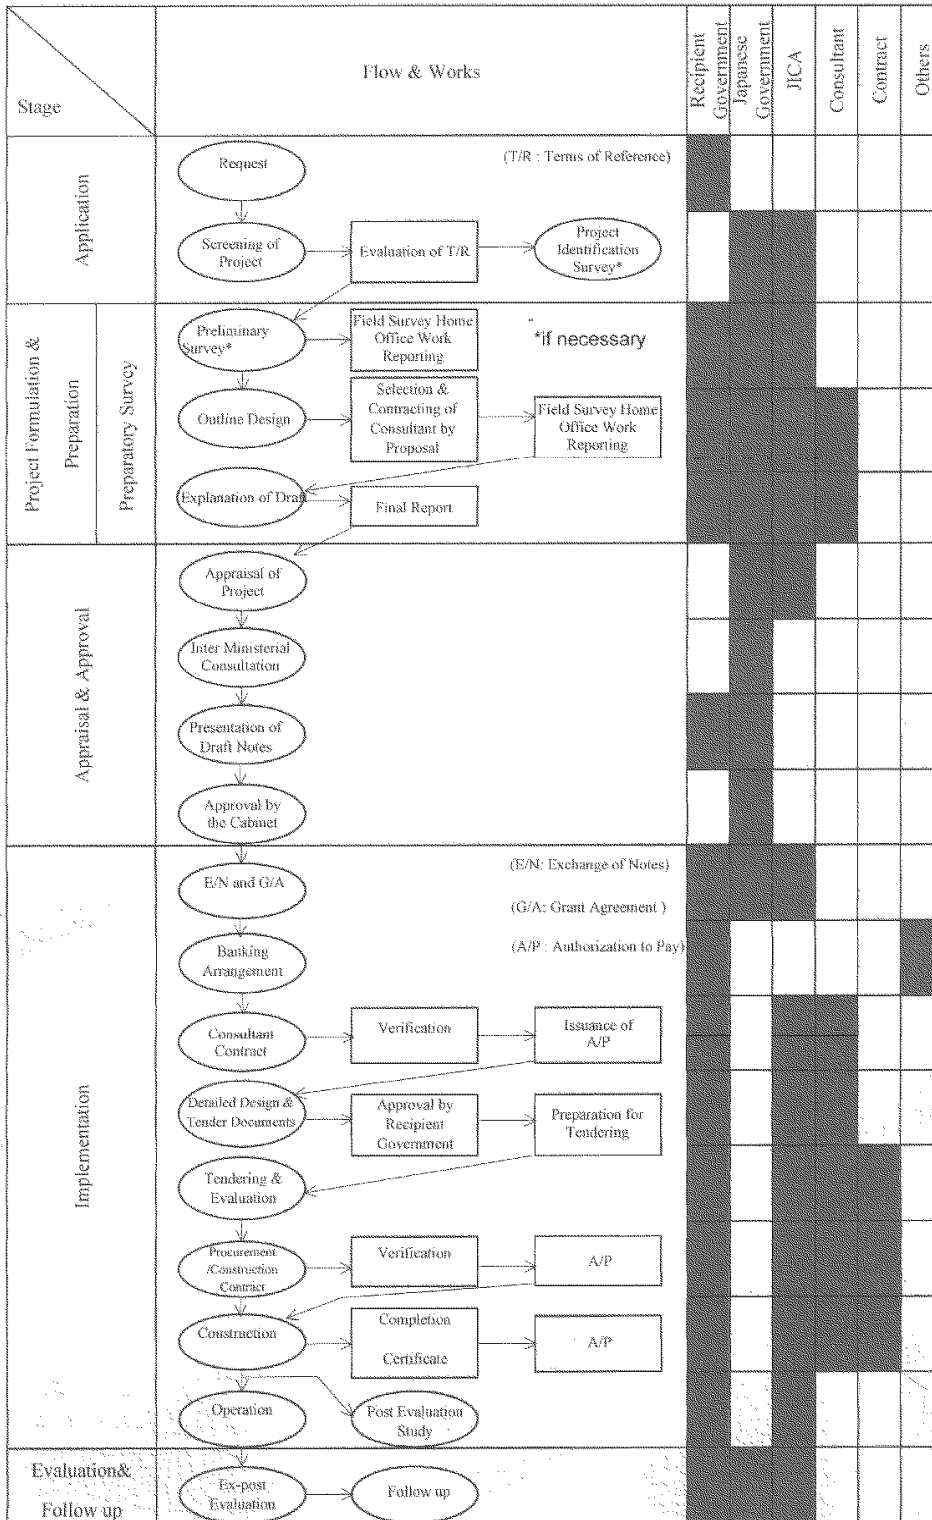 Stage
Flow & Works
Recipient
Government
Japanese
Government
JICA
Consultant
Contract
Others
Application
Request
(T/R : Terms of Reference)
Screening of
Project
Evaluation of T/R
Project
Identification
Survey*
Project Formulation &
Preparation
Preparatory Survey
Preliminary
Survey*
Field Survey Home
Office Work
Reporting
*if necessary
Outline Design
Selection &
Contracting of
Consultant by
Proposal
Field Survey Home
Office Work
Reporting
Explanation of Draft
Final Report
Appraisal & Approval
Appraisal of
Project
Inter Ministerial
Consultation
Presentation of
Draft Notes
Approval by
the Cabinet
Implementation
E/N and G/A
(E/N: Exchange of Notes)
(G/A: Grant Agreement )
(A/P : Authorization to Pay)
Banking
Arrangement
Consultant
Contract
Verification
Issuance of
A/P
Detailed Design &
Tender Documents
Approval by
Recipient
Government
Preparation for
Tendering
Tendering &
Evaluation
Procurement
/Construction
Contract
Verification
A/P
Construction
Completion
Certificate
A/P
Operation
Post Evaluation
Study
Evaluation&
Follow up
Ex-post
Evaluation
Follow up